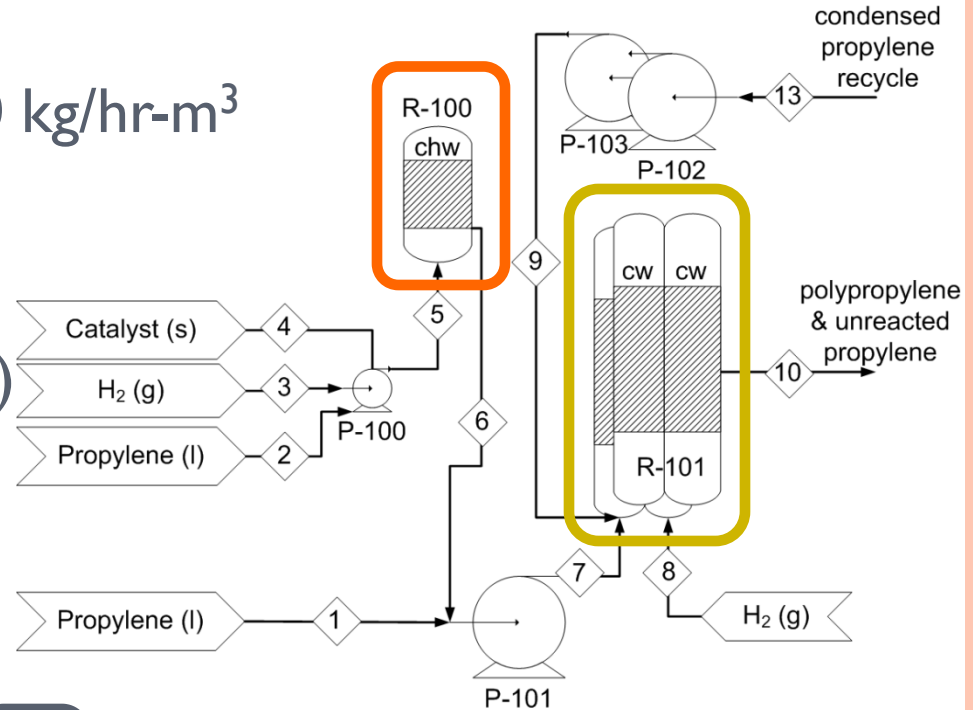 kg/hr-m³
)
condensed
propylene
recycle
R-100
chw
13
P-103
P-102
9
cw cw
5
polypropylene
& unreacted
propylene
10
Catalyst (s)
4
H₂ (g)
3
P-100
6
Propylene (l)
2
R-101
7
8
Propylene (l)
1
H₂ (g)
P-101